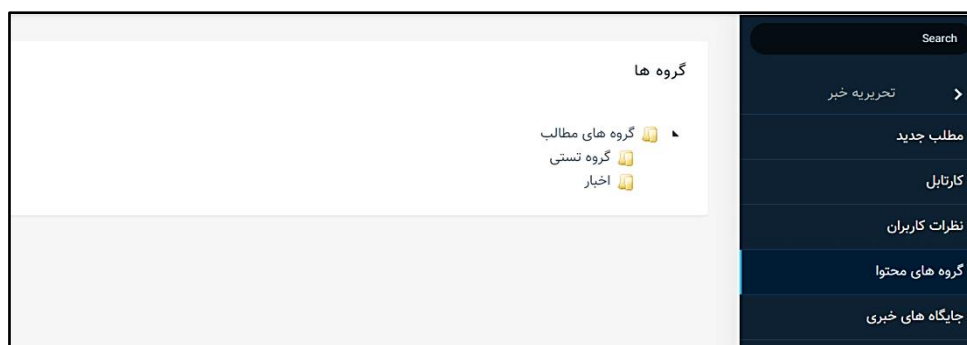 Search
تحریریه خبر
مطلب جدید
کارتابل
نظرات کاربران
گروه های محتوا
جایگاه های خبری
گروه ها
گروه های مطالب
گروه تستی
اخبار